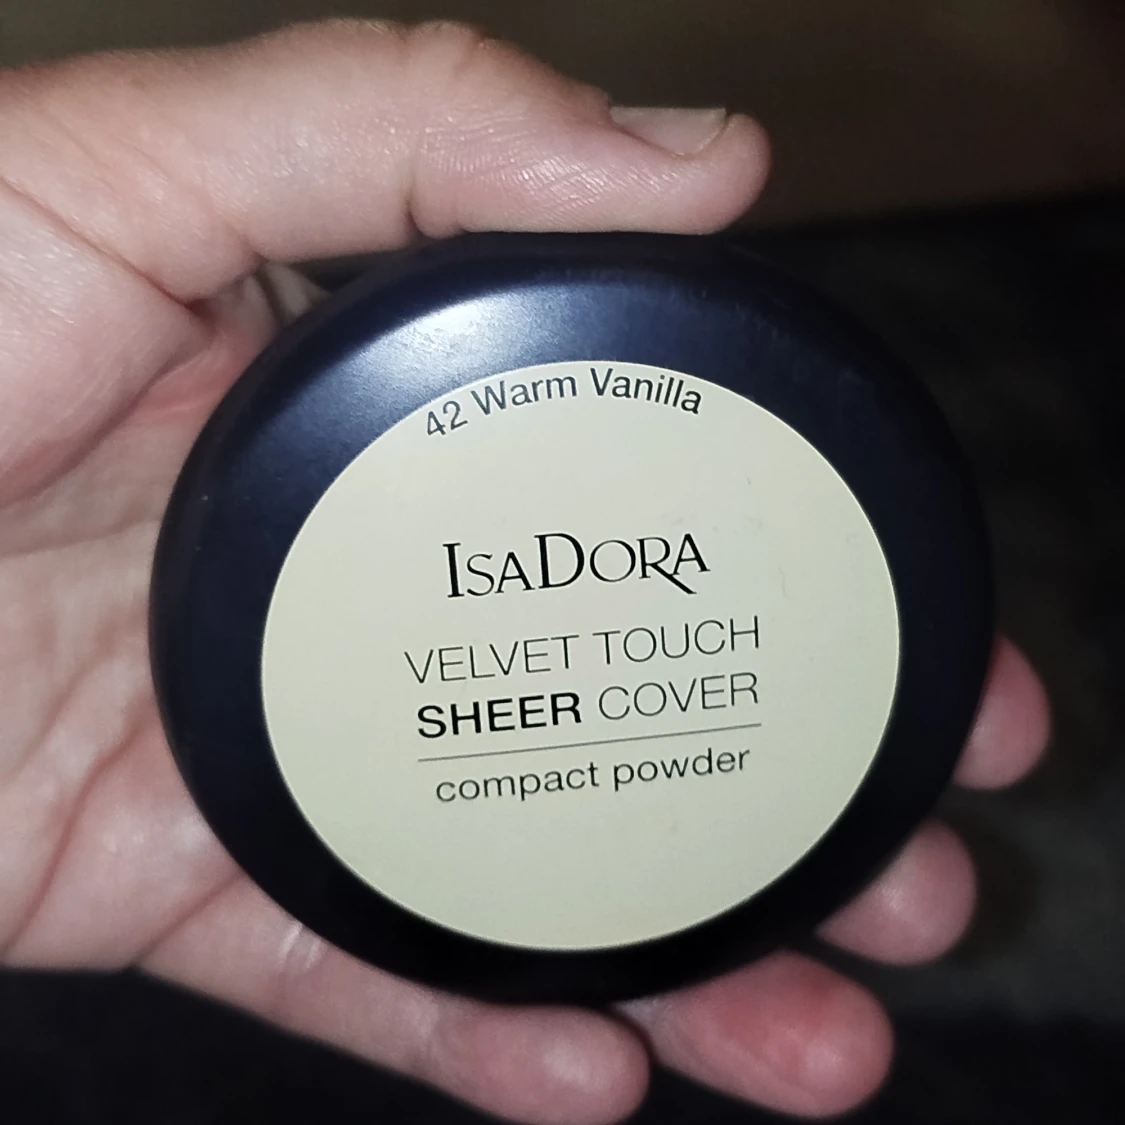 42 Warm Vanilla
IsaDora
VELVET TOUCH
SHEER COVER
compact powder